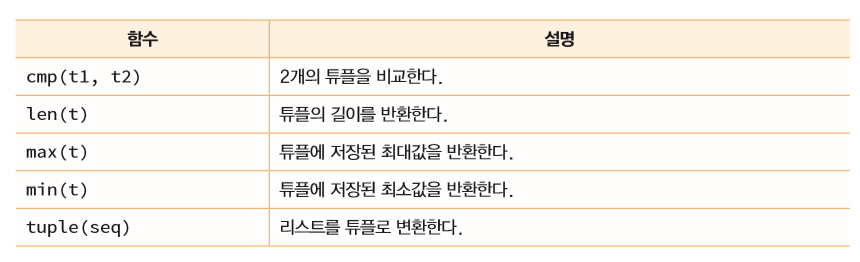 함수 설명
cmp(t1, t2) 2개의 튜플을 비교한다.
len(t) 튜플의 길이를 반환한다.
max(t) 튜플에 저장된 최대값을 반환한다.
min(t) 튜플에 저장된 최소값을 반환한다.
tuple(seq) 리스트를 튜플로 변환한다.